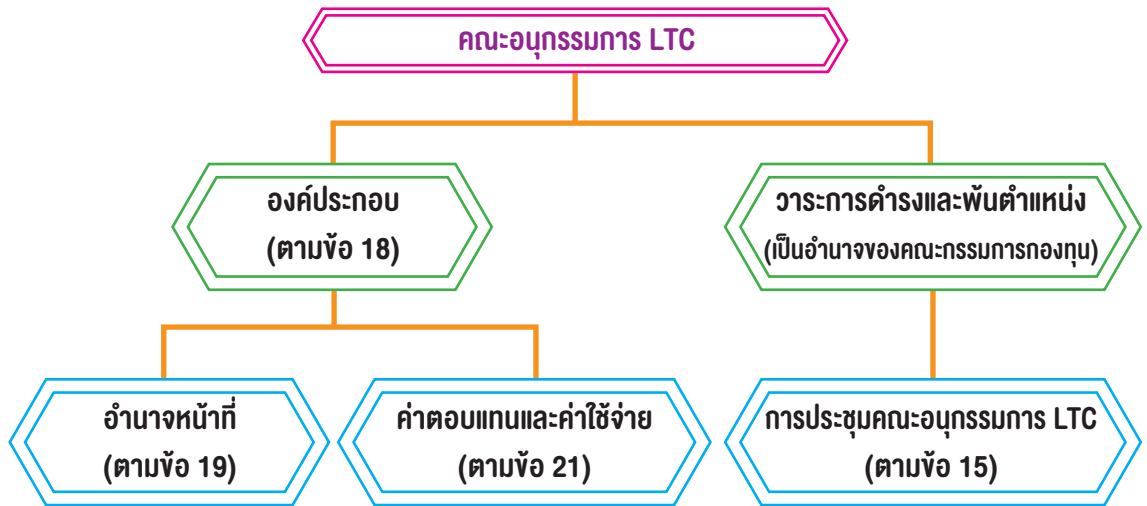 คณะอนุกรรมการ LTC
องค์ประกอบ
(ตามข้อ 18)
วาระการดำรงและพ้นตำแหน่ง
(เป็นอำนาจของคณะกรรมการกองทุน)
อำนาจหน้าที่
(ตามข้อ 19)
ค่าตอบแทนและค่าใช้จ่าย
(ตามข้อ 21)
การประชุมคณะอนุกรรมการ LTC
(ตามข้อ 15)